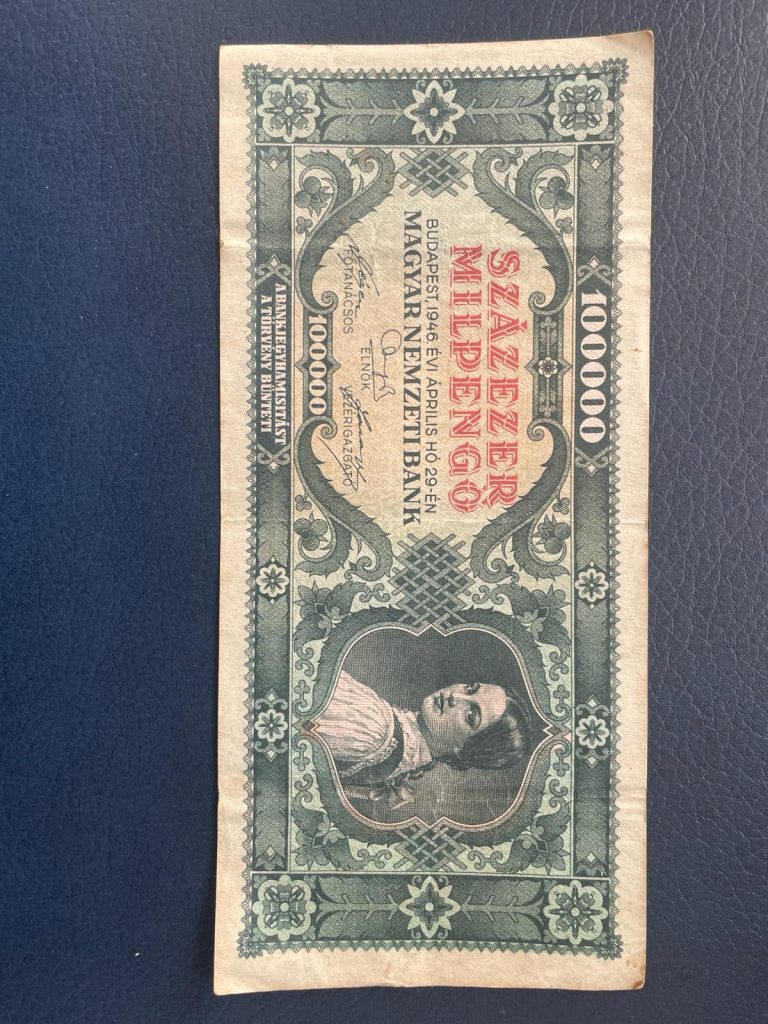 100000
SZÁZEZER
MILPENGŐ
BUDAPEST, 1946. ÉVI ÁPRILIS HÓ 29-ÉN
MAGYAR NEMZETI BANK
FŐTANÁCSOS
ELNÖK
VEZÉRIGAZGATÓ
100000
A BANKJEGYHAMISITÁST
A TÖRVÉNY BÜNTETI